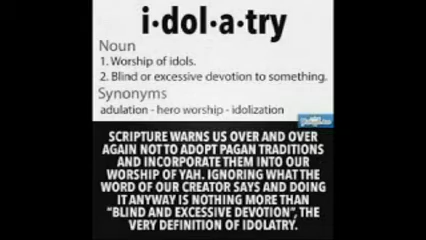 i·dol·a·try
Noun
1. Worship of idols.
2. Blind or excessive devotion to something.
Synonyms
adulation - hero worship - idolization
SCRIPTURE WARNS US OVER AND OVER
AGAIN NOT TO ADOPT PAGAN TRADITIONS
AND INCORPORATE THEM INTO OUR
WORSHIP OF YAH. IGNORING WHAT THE
WORD OF OUR CREATOR SAYS AND DOING
IT ANYWAY IS NOTHING MORE THAN
"BLIND AND EXCESSIVE DEVOTION", THE
VERY DEFINITION OF IDOLATRY.